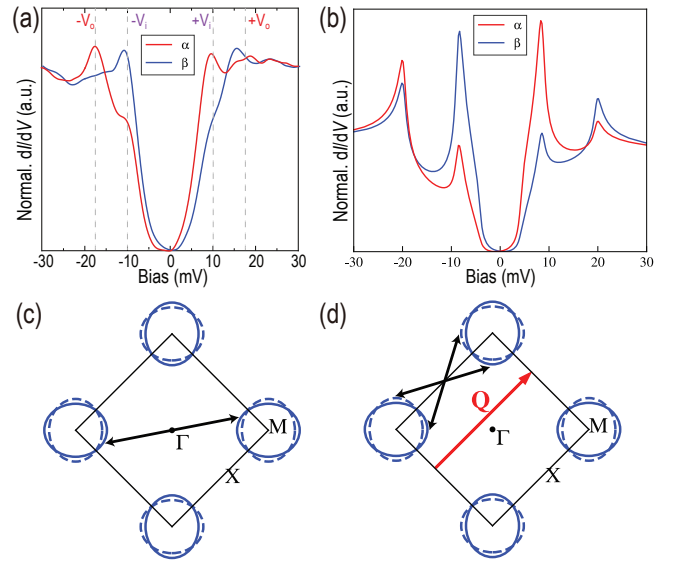 (a)
-Vo
-Vi
+Vi
+Vo
α
β
Normal. dI/dV (a.u.)
-30 -20 -10 0 10 20 30
Bias (mV)
(b)
α
β
Normal. dI/dV (a.u.)
-30 -20 -10 0 10 20 30
Bias (mV)
(c)
Γ
M
X
(d)
Q
Γ
M
X